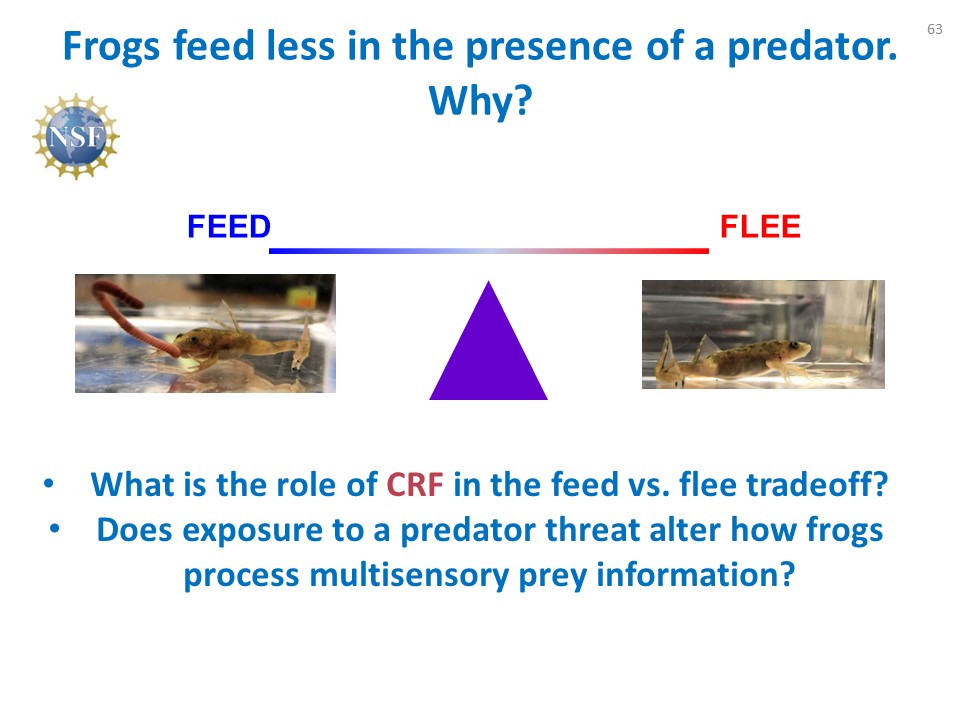 63
Frogs feed less in the presence of a predator.
Why?
NSF
FEED
FLEE
• What is the role of CRF in the feed vs. flee tradeoff?
• Does exposure to a predator threat alter how frogs
process multisensory prey information?